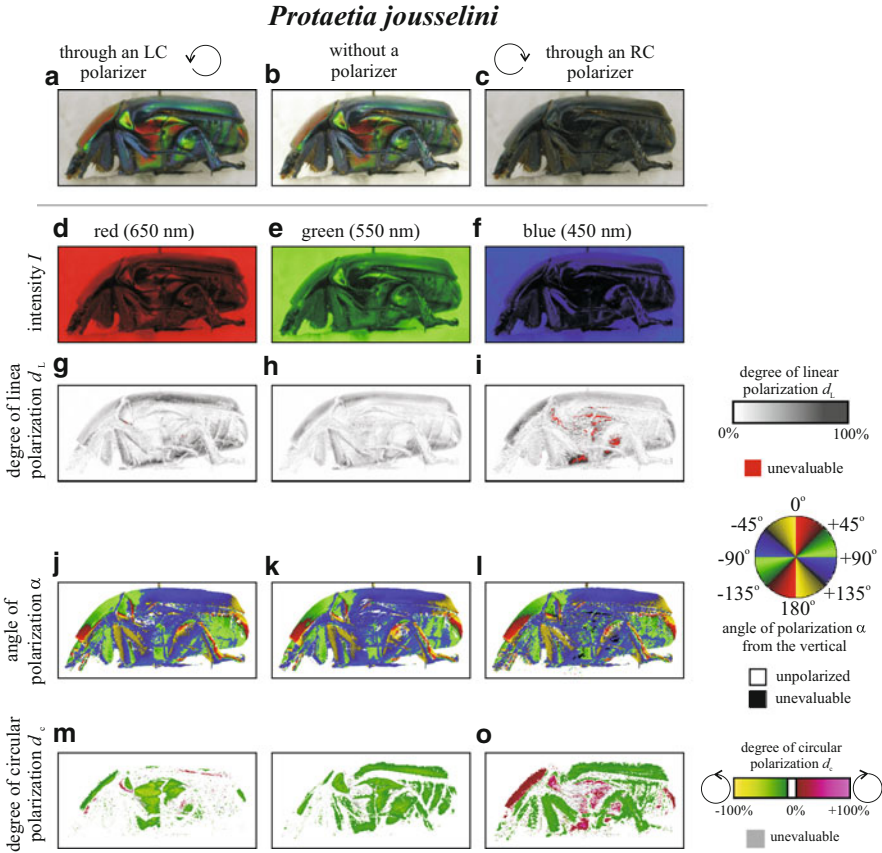 Protaetia jousselini
through an LC
polarizer
without a
polarizer
through an RC
polarizer
a
b
c
d
red (650 nm)
e
green (550 nm)
f
blue (450 nm)
intensity I
g
h
i
degree of linea
polarization dL
degree of linear
polarization dL
0%
100%
unevaluable
j
k
l
angle of
polarization α
0°
-45°
+45°
-90°
+90°
-135°
+135°
180°
angle of polarization α
from the vertical
unpolarized
unevaluable
m
o
degree of circular
polarization dc
degree of circular
polarization dc
-100%
0%
+100%
unevaluable